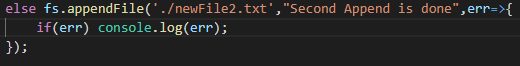 else fs.appendFile('./newFile2.txt',"Second Append is done",err=>{
    if(err) console.log(err);
});